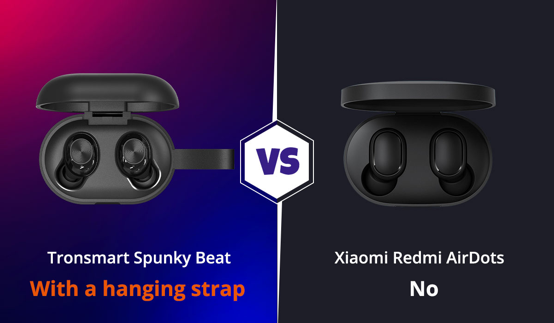 VS
Tronsmart Spunky Beat
With a hanging strap
Xiaomi Redmi AirDots
No